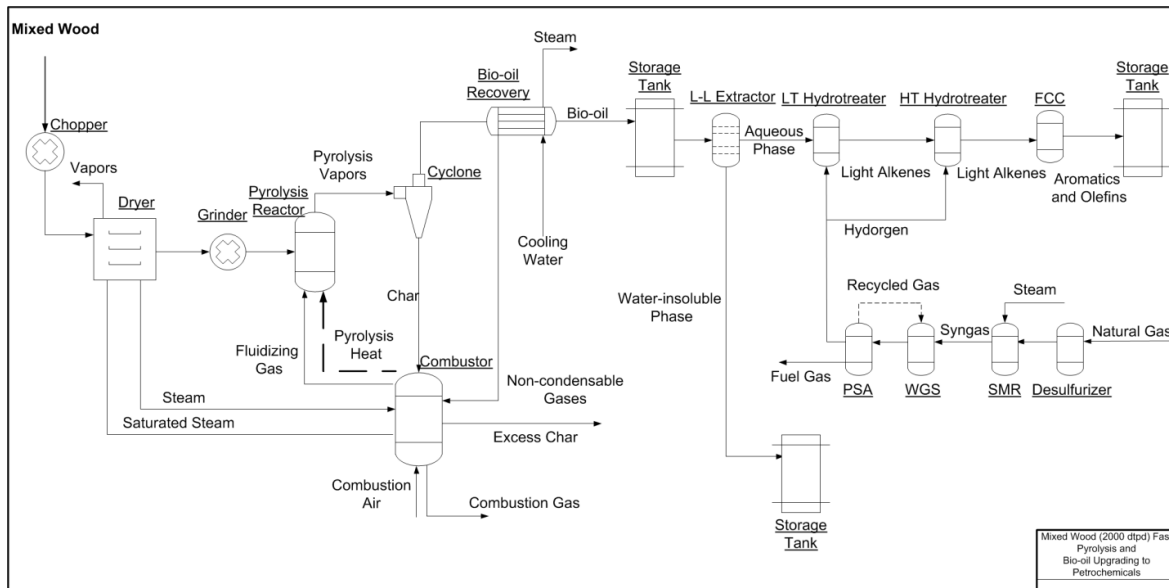 Mixed Wood
Chopper
Vapors
Dryer
Grinder
Pyrolysis
Reactor
Pyrolysis
Vapors
Cyclone
Bio-oil
Recovery
Steam
Bio-oil
Cooling
Water
Char
Pyrolysis
Heat
Fluidizing
Gas
Combustor
Non-condensable
Gases
Steam
Saturated Steam
Excess Char
Combustion
Air
Combustion Gas
Storage
Tank
L-L Extractor
Aqueous
Phase
LT Hydrotreater
Light Alkenes
HT Hydrotreater
Light Alkenes
FCC
Aromatics
and Olefins
Storage
Tank
Hydorgen
Water-insoluble
Phase
Recycled Gas
Steam
Syngas
Natural Gas
Fuel Gas
PSA
WGS
SMR
Desulfurizer
Storage
Tank
Mixed Wood (2000 dtpd) Fas
Pyrolysis and
Bio-oil Upgrading to
Petrochemicals